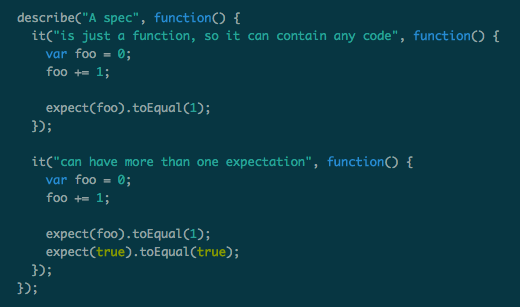 describe("A spec", function() {
  it("is just a function, so it can contain any code", function() {
    var foo = 0;
    foo += 1;

    expect(foo).toEqual(1);
  });

  it("can have more than one expectation", function() {
    var foo = 0;
    foo += 1;

    expect(foo).toEqual(1);
    expect(true).toEqual(true);
  });
});